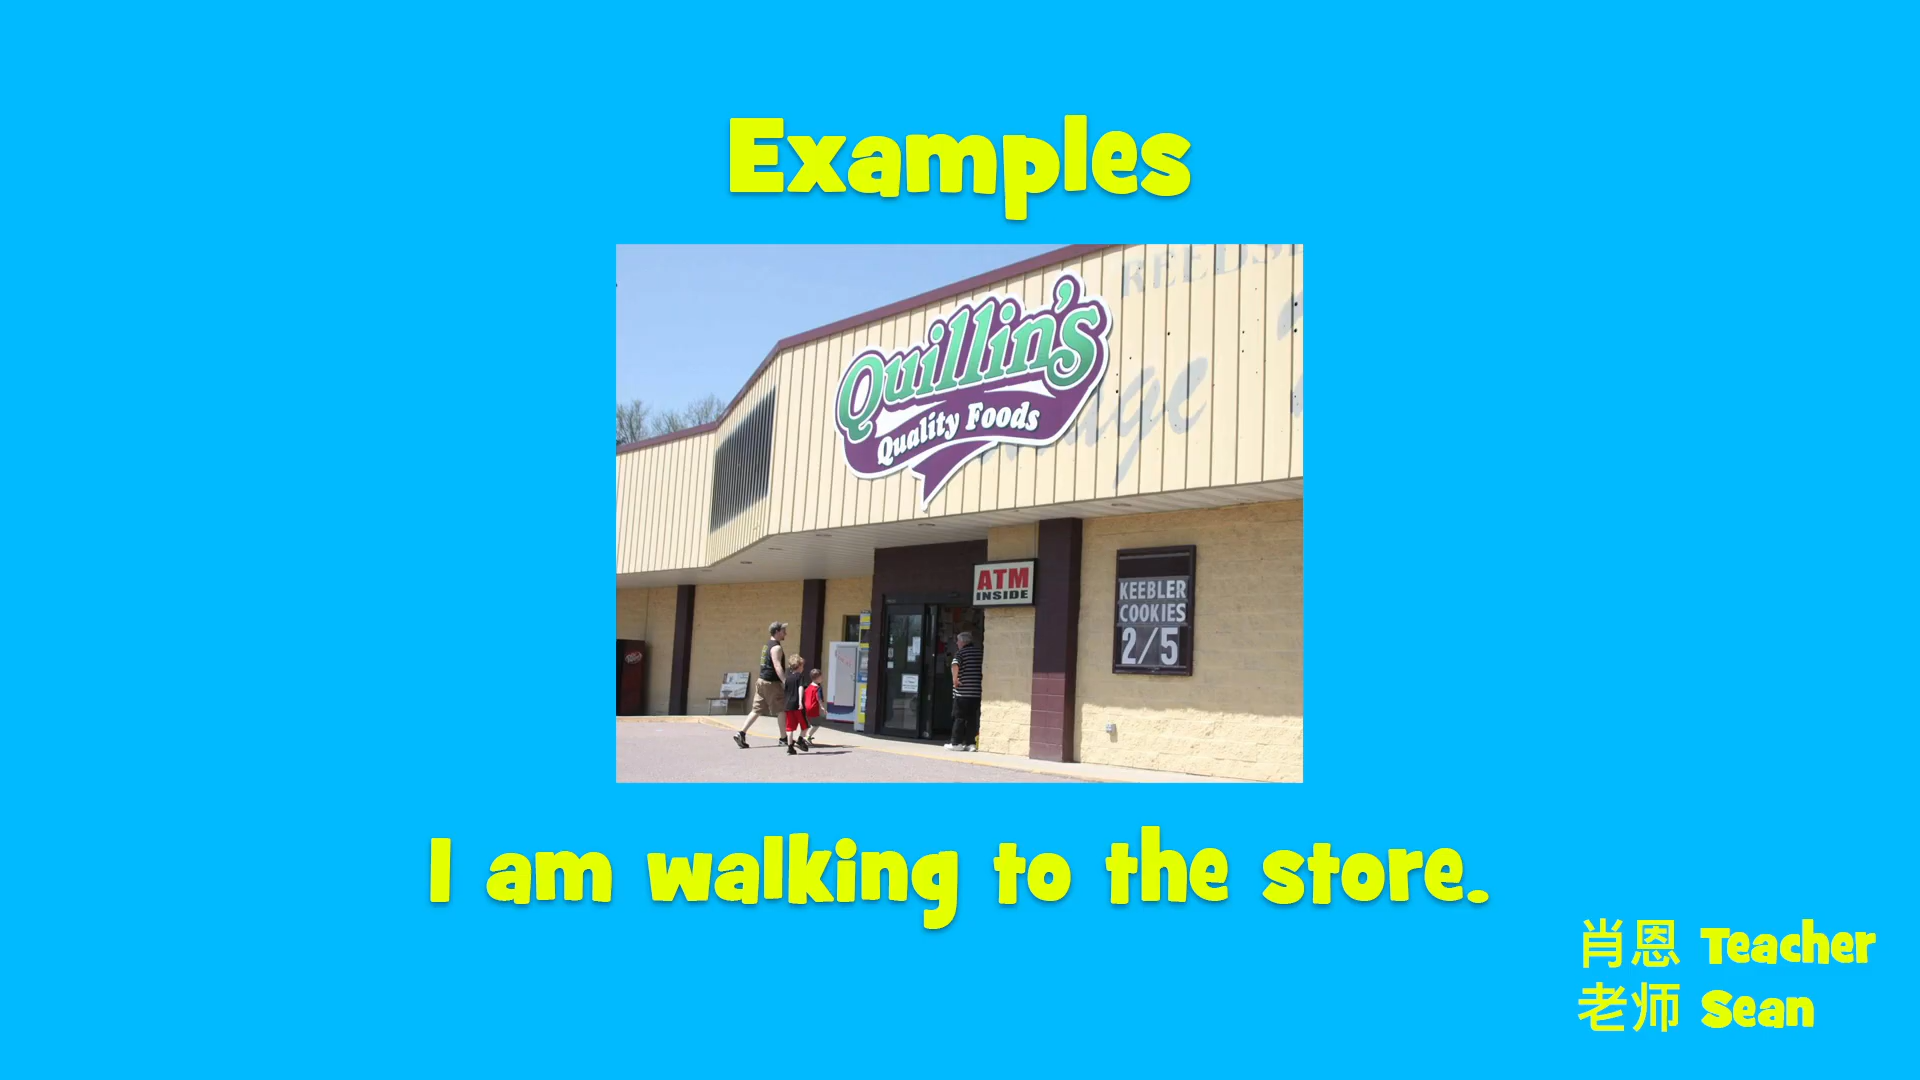 Examples
REEDS
Quillin's
Quality Foods
ATM
INSIDE
KEEBLER
COOKIES
2/5
I am walking to the store.
肖恩 Teacher
老师 Sean